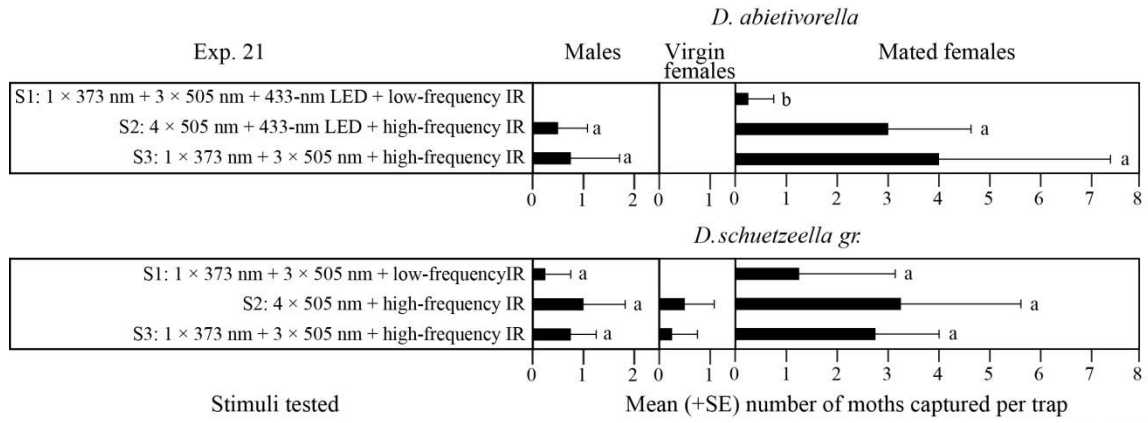 D. abietivorella
Exp. 21 Males Virgin females Mated females
S1: 1 × 373 nm + 3 × 505 nm + 433-nm LED + low-frequency IR b
S2: 4 × 505 nm + 433-nm LED + high-frequency IR a a
S3: 1 × 373 nm + 3 × 505 nm + high-frequency IR a a
0 1 2 0 1 0 1 2 3 4 5 6 7 8
D. schuetzeella gr.
S1: 1 × 373 nm + 3 × 505 nm + low-frequencyIR a a
S2: 4 × 505 nm + high-frequency IR a a
S3: 1 × 373 nm + 3 × 505 nm + high-frequency IR a a
0 1 2 0 1 0 1 2 3 4 5 6 7 8
Stimuli tested Mean (+SE) number of moths captured per trap